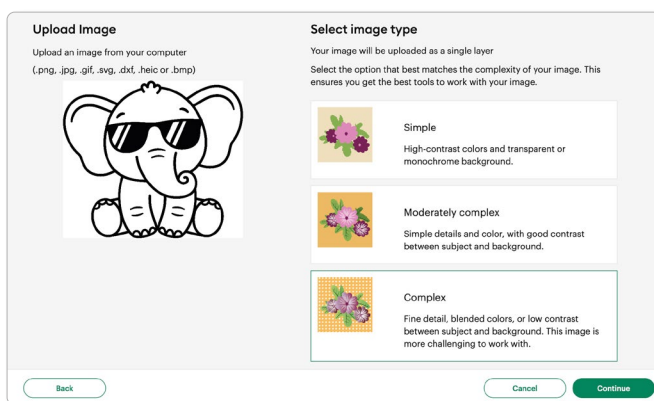 Upload Image
Upload an image from your computer
(.png, .jpg, .gif, .svg, .dxf, .heic or .bmp)
Select image type
Your image will be uploaded as a single layer
Select the option that best matches the complexity of your image. This
ensures you get the best tools to work with your image.
Simple
High-contrast colors and transparent or
monochrome background.
Moderately complex
Simple details and color, with good contrast
between subject and background.
Complex
Fine detail, blended colors, or low contrast
between subject and background. This image is
more challenging to work with.
Back
Cancel
Continue